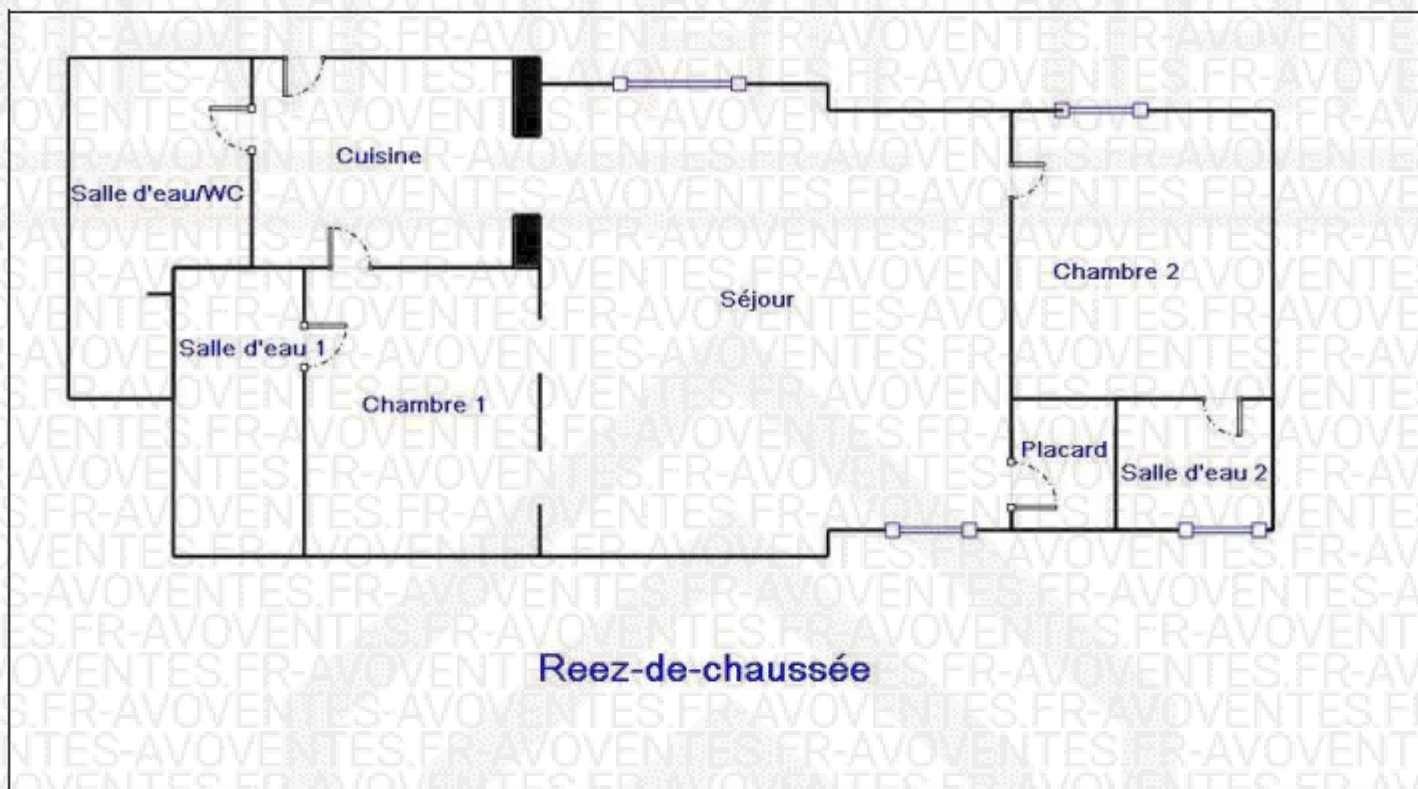 Cuisine
Salle d'eau/WC
Chambre 2
Séjour
Salle d'eau 1
Chambre 1
Placard
Salle d'eau 2
Reez-de-chaussée